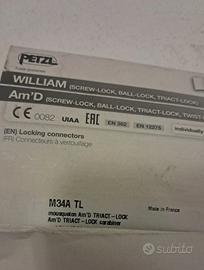 PETZL
WILLIAM (SCREW-LOCK, BALL-LOCK, TRIACT-LOCK)
Am'D (SCREW-LOCK, BALL-LOCK, TRIACT-LOCK, TWIST-
CE 0082 UIAA EAC EN 362 EN 12275 Individually
(EN) Locking connectors
(FR) Connecteurs à verrouillage
M34A TL
Made in France
mousqueton Am'D TRIACT-LOCK
Am'D TRIACT-LOCK carabiner
subito